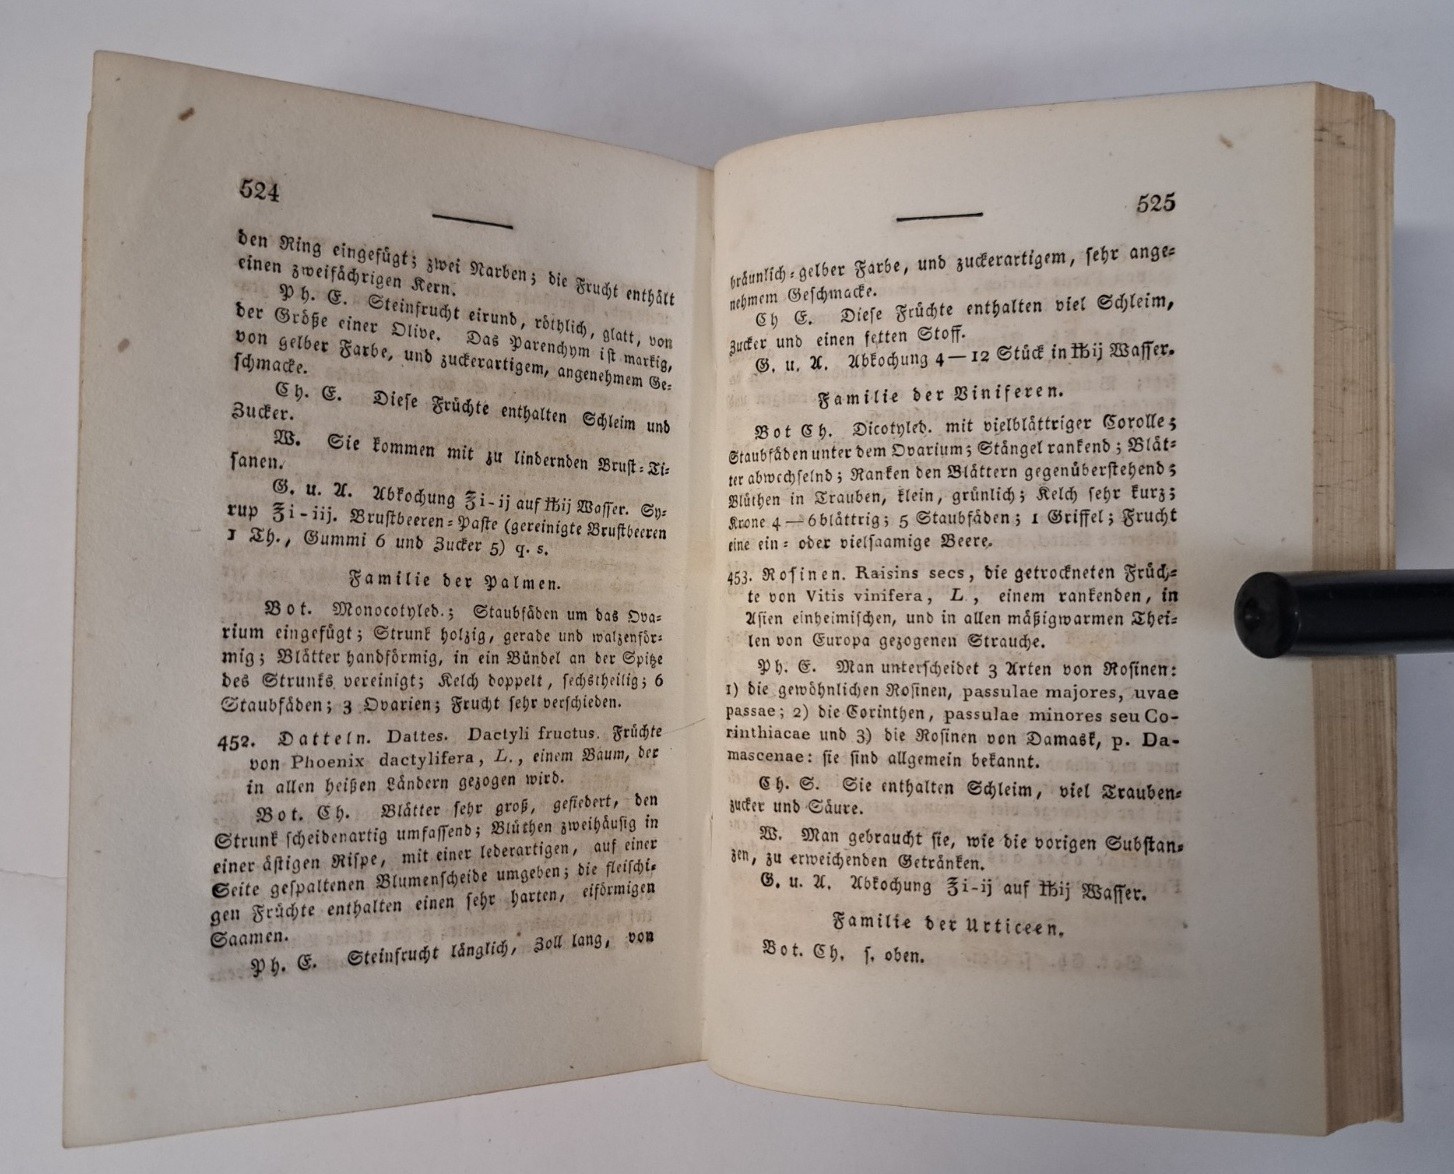 524
den Ring eingefügt; zwei Narben; die Frucht enthält
einen zweifächrigen Kern.
Ph. E. Steinfrucht eirund, röthlich, glatt, von
der Größe einer Olive. Das Parenchym ist markig,
von gelber Farbe, und zuckerartigem, angenehmem Ge-
schmacke.
Ch. E. Diese Früchte enthalten Schleim und
Zucker.
W. Sie kommen mit zu lindernden Brust-Ti-
sanen.
G. u. A. Abkochung ℥i-ij auf ℔ij Wasser. Sy-
rup ℥i-iij. Brustbeeren-Paste (gereinigte Brustbeeren
1 Th., Gummi 6 und Zucker 5) q. s.
Familie der Palmen.
Bot. Monocotyled.; Staubfäden um das Ova-
rium eingefügt; Strunk holzig, gerade und walzenför-
mig; Blätter handförmig, in ein Bündel an der Spitze
des Strunks vereinigt; Kelch doppelt, sechstheilig; 6
Staubfäden; 3 Ovarien; Frucht sehr verschieden.
452. Datteln. Dattes. Dactyli fructus. Früchte
von Phoenix dactylifera, L., einem Baum, der
in allen heißen Ländern gezogen wird.
Bot. Ch. Blätter sehr groß, gefiedert, den
Strunk scheidenartig umfassend; Blüthen zweihäusig in
einer ästigen Rispe, mit einer lederartigen, auf einer
Seite gespaltenen Blumenscheide umgeben; die fleischi-
gen Früchte enthalten einen sehr harten, eiförmigen
Saamen.
Ph. E. Steinfrucht länglich, Zoll lang, von
525
bräunlich-gelber Farbe, und zuckerartigem, sehr ange-
nehmem Geschmacke.
Ch E. Diese Früchte enthalten viel Schleim,
Zucker und einen fetten Stoff.
G. u. A. Abkochung 4—12 Stück in ℔ij Wasser.
Familie der Viniferen.
Bot Ch. Dicotyled. mit vielblättriger Corolle;
Staubfäden unter dem Ovarium; Stängel rankend; Blät-
ter abwechselnd; Ranken den Blättern gegenüberstehend;
Blüthen in Trauben, klein, grünlich; Kelch sehr kurz;
Krone 4—6blättrig; 5 Staubfäden; 1 Griffel; Frucht
eine ein- oder vielsaamige Beere.
453. Rosinen. Raisins secs, die getrockneten Früch-
te von Vitis vinifera, L, einem rankenden, in
Asien einheimischen, und in allen mäßigwarmen Thei-
len von Europa gezogenen Strauche.
Ph. E. Man unterscheidet 3 Arten von Rosinen:
1) die gewöhnlichen Rosinen, passulae majores, uvae
passae; 2) die Corinthen, passulae minores seu Co-
rinthiacae und 3) die Rosinen von Damask, p. Da-
mascenae: sie sind allgemein bekannt.
Ch. S. Sie enthalten Schleim, viel Trauben-
zucker und Säure.
W. Man gebraucht sie, wie die vorigen Substan-
zen, zu erweichenden Getränken.
G. u. A. Abkochung ℥i-ij auf ℔ij Wasser.
Familie der Urticeen.
Bot. Ch. s. oben.